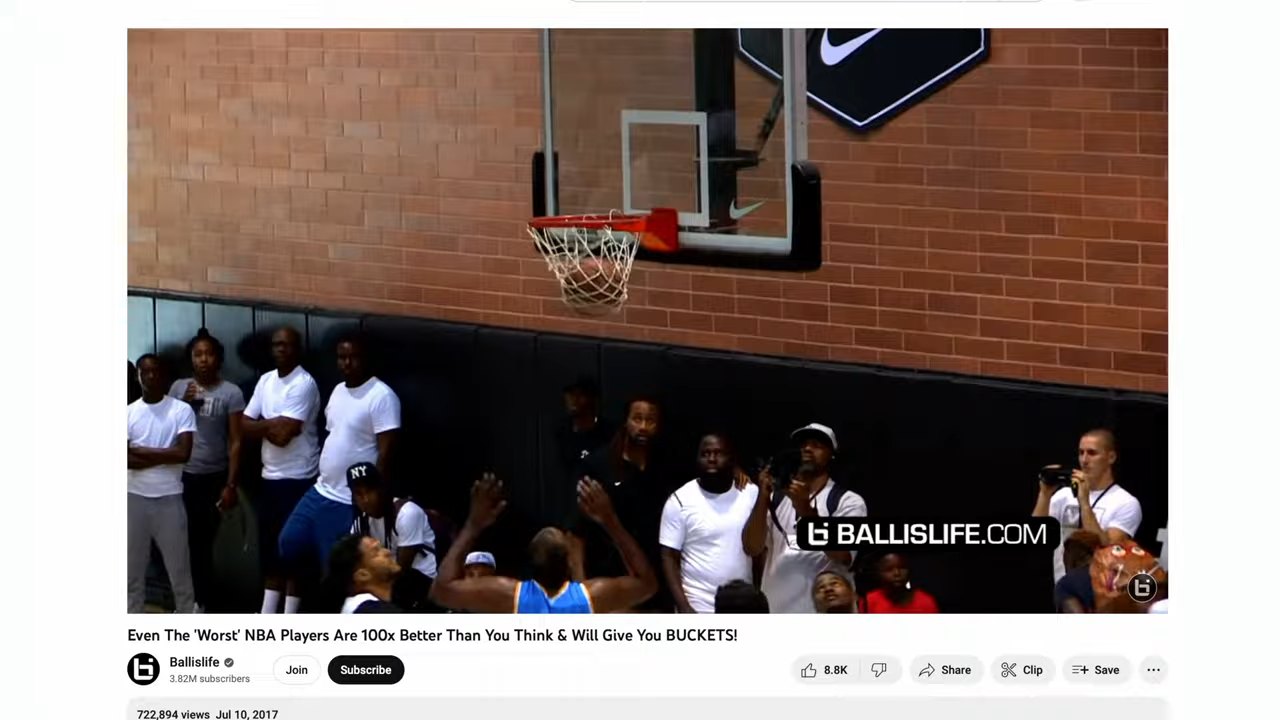 NY
BALLISLIFE.COM
Even The 'Worst' NBA Players Are 100x Better Than You Think & Will Give You BUCKETS!
Ballislife
3.82M subscribers
Join
Subscribe
8.8K
Share
Clip
Save
722,894 views Jul 10, 2017